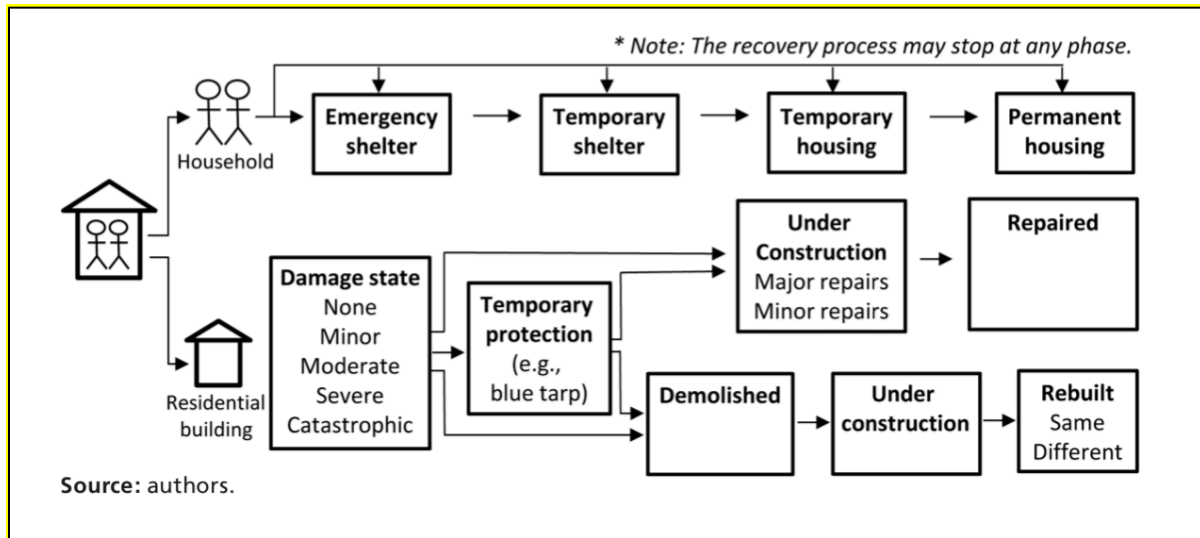 * Note: The recovery process may stop at any phase.
Household
Emergency
shelter
Temporary
shelter
Temporary
housing
Permanent
housing
Residential
building
Damage state
None
Minor
Moderate
Severe
Catastrophic
Temporary
protection
(e.g.,
blue tarp)
Under
Construction
Major repairs
Minor repairs
Repaired
Demolished
Under
construction
Rebuilt
Same
Different
Source: authors.